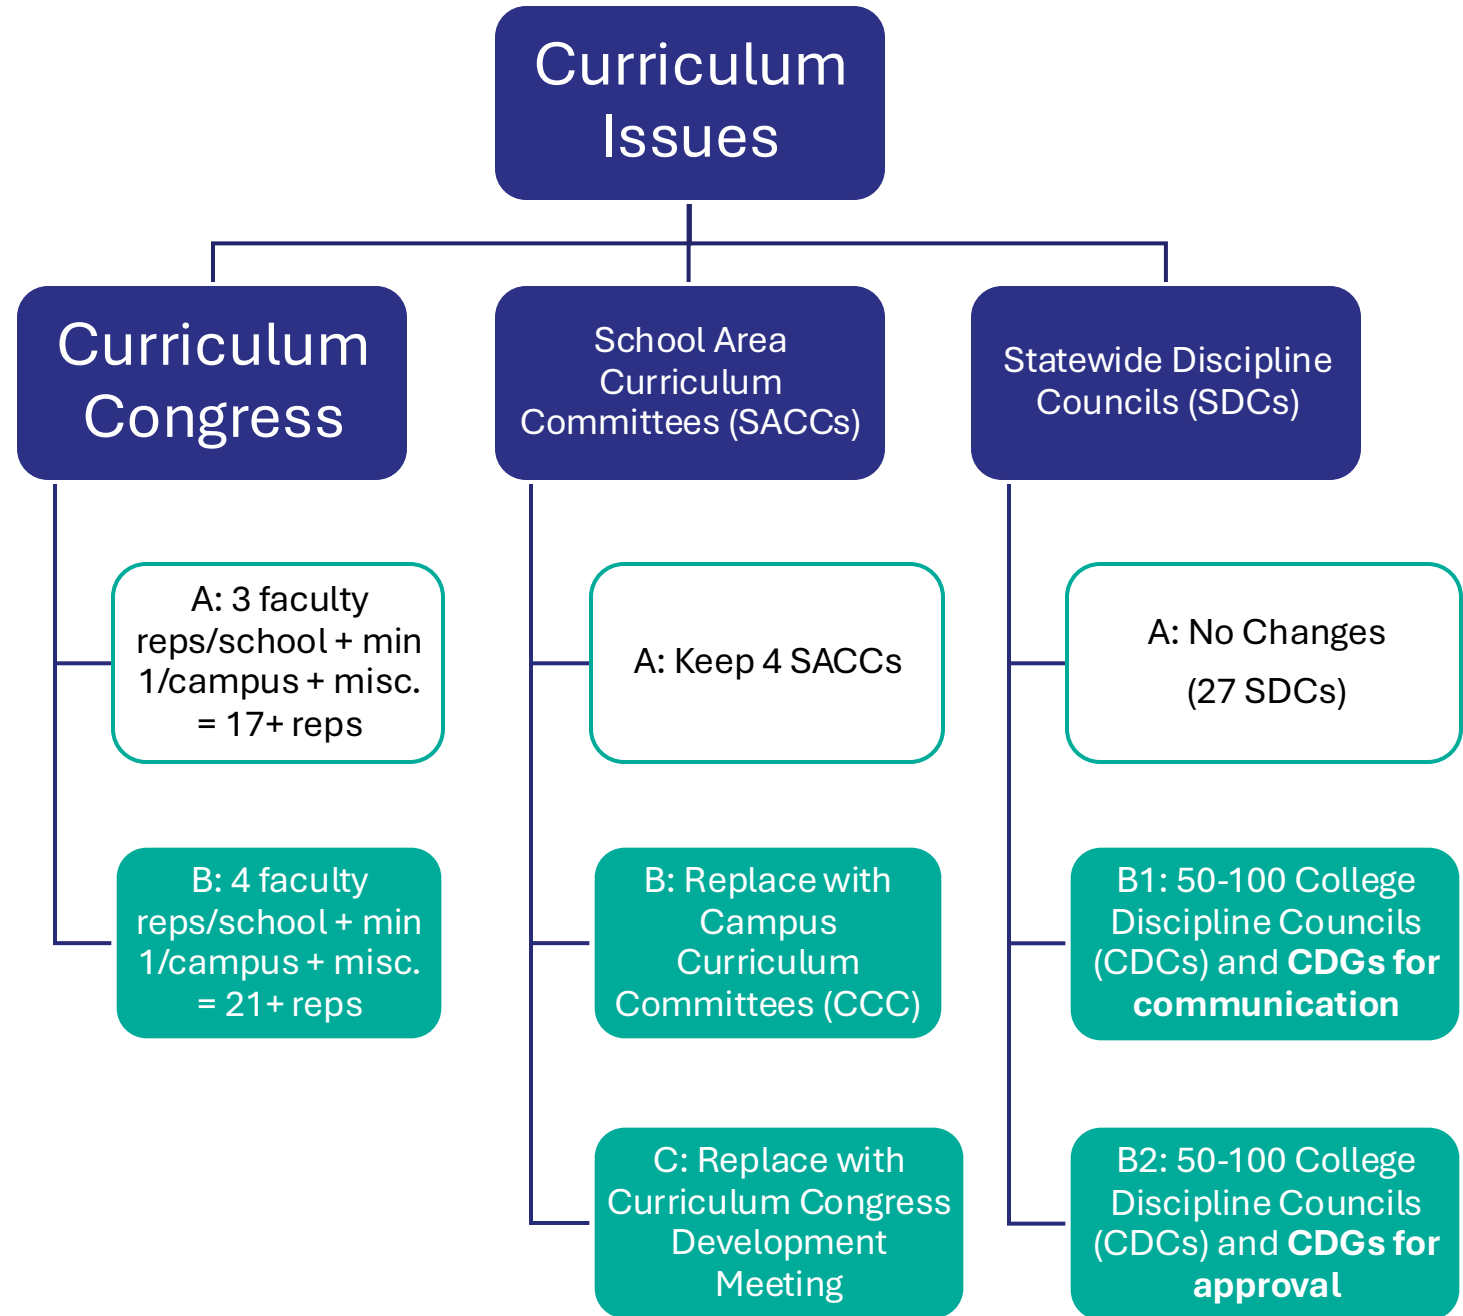 Curriculum
Issues
Curriculum
Congress
School Area
Curriculum
Committees (SACCs)
Statewide Discipline
Councils (SDCs)
A: 3 faculty
reps/school + min
1/campus + misc.
= 17+ reps
A: Keep 4 SACCs
A: No Changes
(27 SDCs)
B: 4 faculty
reps/school + min
1/campus + misc.
= 21+ reps
B: Replace with
Campus
Curriculum
Committees (CCC)
B1: 50-100 College
Discipline Councils
(CDCs) and CDGs for
communication
C: Replace with
Curriculum Congress
Development
Meeting
B2: 50-100 College
Discipline Councils
(CDCs) and CDGs for
approval